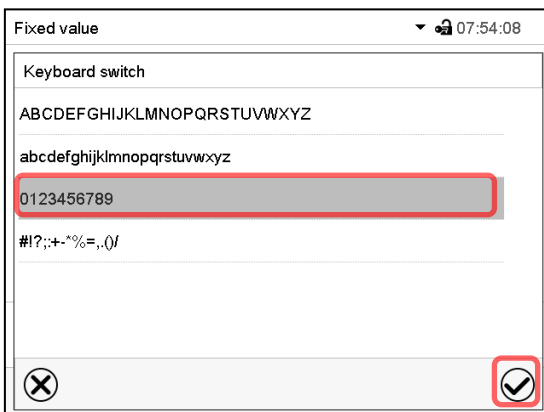 Fixed value 07:54:08
Keyboard switch
ABCDEFGHIJKLMNOPQRSTUVWXYZ
abcdefghijklmnopqrstuvwxyz
0123456789
#!?;:+-*%=,.()/